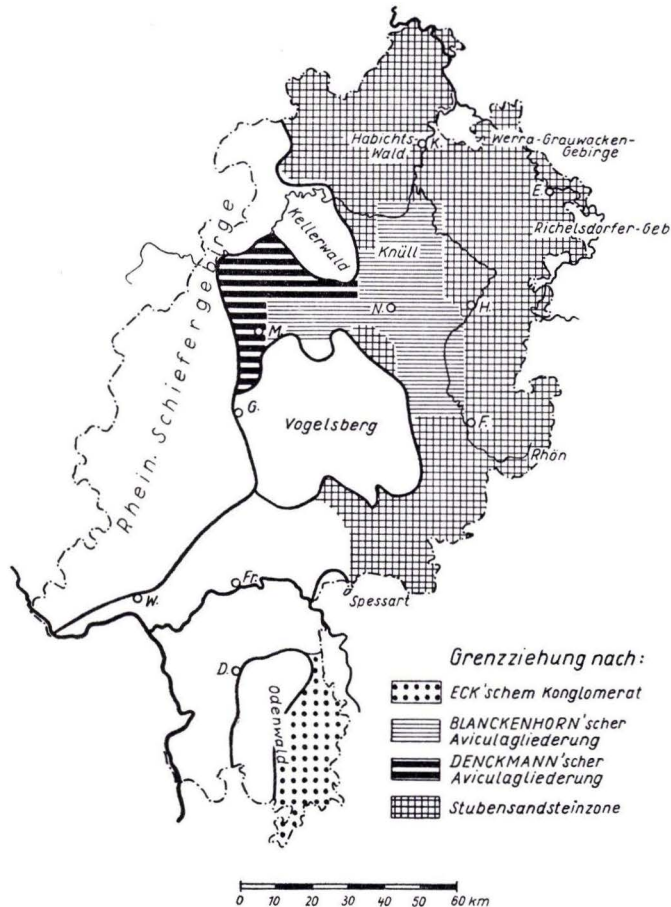 Habichts-
Wald
K.
Werra-Grauwacken-
Gebirge
E.
Richelsdorfer-Geb
Kellerwald
Knüll
Rhein. Schiefergebirge
N.
H.
M.
G.
Vogelsberg
F.
Rhön
W.
Fr.
Spessart
D.
Odenwald
Grenzziehung nach:
ECK'schem Konglomerat
BLANCKENHORN'scher
Aviculagliederung
DENCKMANN'scher
Aviculagliederung
Stubensandsteinzone
0 10 20 30 40 50 60 km